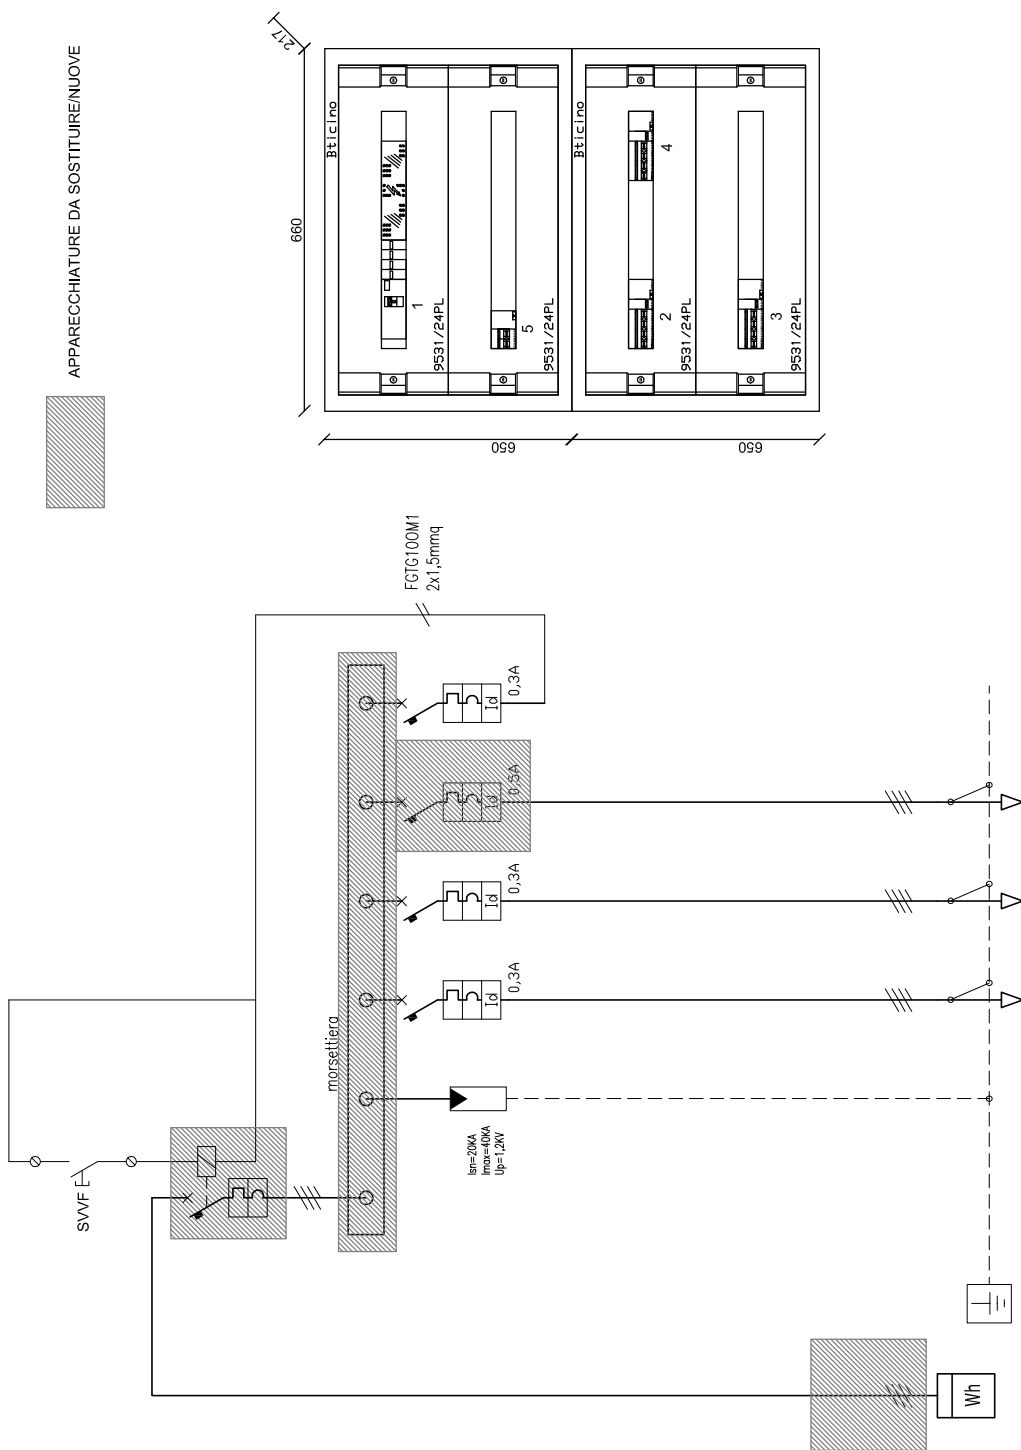 APPARECCHIATURE DA SOSTITUIRE/NUOVE
217
660
650
650
Bticino
1
9531/24PL
5
9531/24PL
Bticino
4
2
9531/24PL
3
9531/24PL
FGTG10OM1
2x1,5mmq
SVVF
morsettiera
Isn=20KA
Imax=40KA
Up=1,2KV
Id
0,3A
Id
0,3A
Id
0,5A
Id
0,3A
Wh